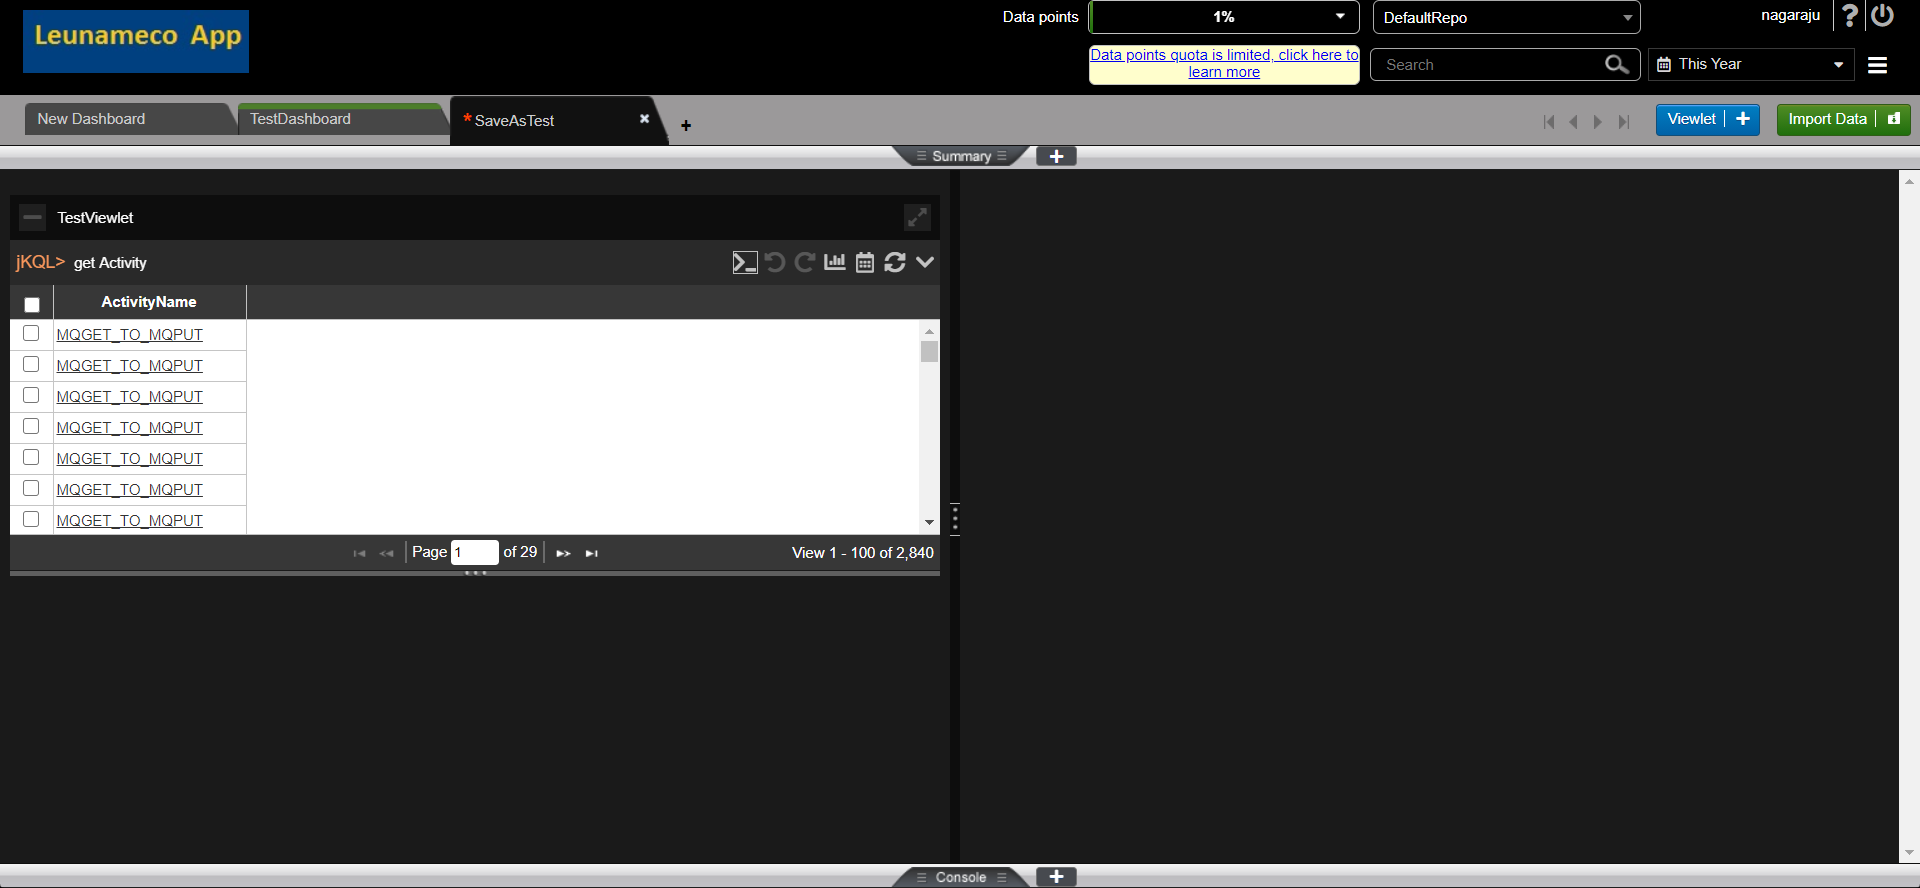 Leunameco App
Data points
1%
DefaultRepo
nagaraju
?
Data points quota is limited, click here to
learn more
Search
This Year
New Dashboard
TestDashboard
*SaveAsTest
+
Viewlet +
Import Data
Summary
+
TestViewlet
jKQL> get Activity
ActivityName
MQGET_TO_MQPUT
MQGET_TO_MQPUT
MQGET_TO_MQPUT
MQGET_TO_MQPUT
MQGET_TO_MQPUT
MQGET_TO_MQPUT
MQGET_TO_MQPUT
Page 1 of 29
View 1 - 100 of 2,840
Console
+